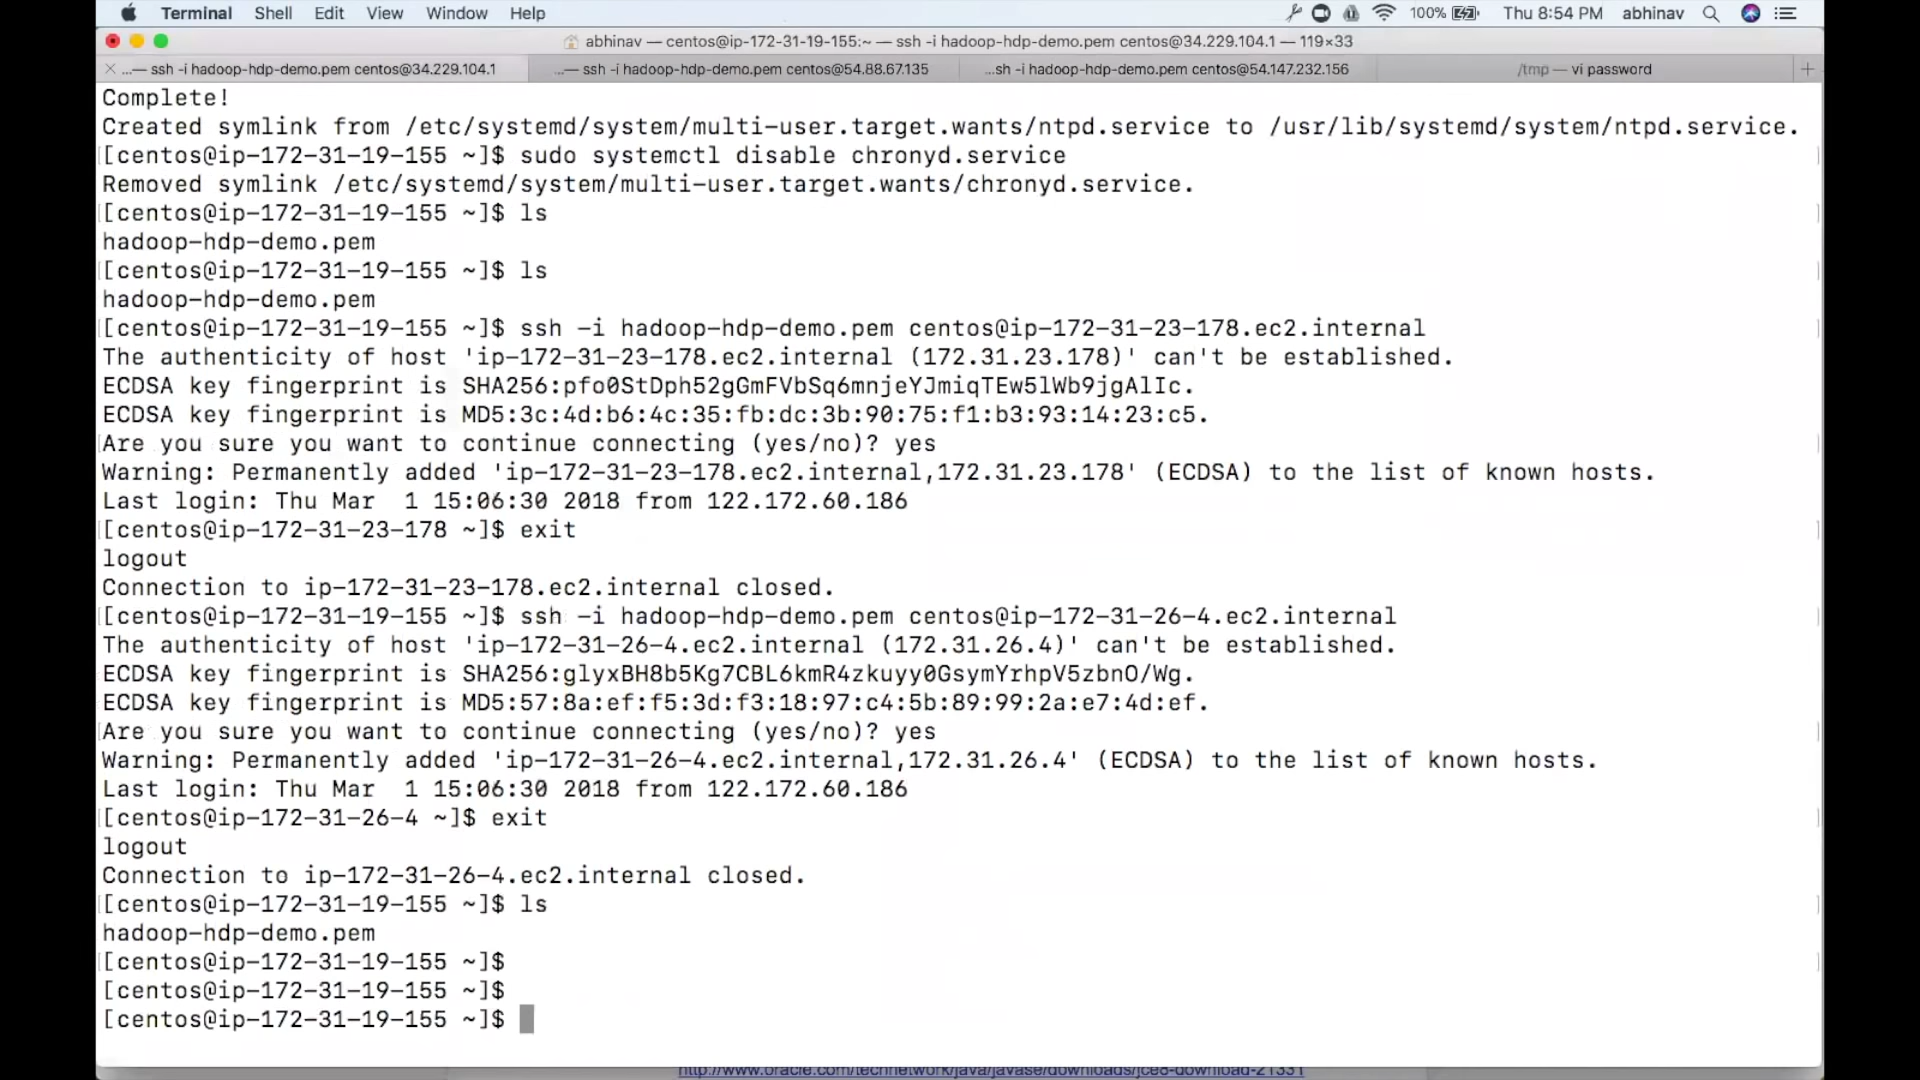 Terminal Shell Edit View Window Help 100% Thu 8:54 PM abhinav
abhinav — centos@ip-172-31-19-155:~ — ssh -i hadoop-hdp-demo.pem centos@34.229.104.1 — 119×33
...— ssh -i hadoop-hdp-demo.pem centos@34.229.104.1 ...— ssh -i hadoop-hdp-demo.pem centos@54.88.67.135 ...sh -i hadoop-hdp-demo.pem centos@54.147.232.156 /tmp — vi password +
Complete!
Created symlink from /etc/systemd/system/multi-user.target.wants/ntpd.service to /usr/lib/systemd/system/ntpd.service.
[centos@ip-172-31-19-155 ~]$ sudo systemctl disable chronyd.service
Removed symlink /etc/systemd/system/multi-user.target.wants/chronyd.service.
[centos@ip-172-31-19-155 ~]$ ls
hadoop-hdp-demo.pem
[centos@ip-172-31-19-155 ~]$ ls
hadoop-hdp-demo.pem
[centos@ip-172-31-19-155 ~]$ ssh -i hadoop-hdp-demo.pem centos@ip-172-31-23-178.ec2.internal
The authenticity of host 'ip-172-31-23-178.ec2.internal (172.31.23.178)' can't be established.
ECDSA key fingerprint is SHA256:pfo0StDph52gGmFVbSq6mnjeYJmiqTEw5lWb9jgAlIc.
ECDSA key fingerprint is MD5:3c:4d:b6:4c:35:fb:dc:3b:90:75:f1:b3:93:14:23:c5.
Are you sure you want to continue connecting (yes/no)? yes
Warning: Permanently added 'ip-172-31-23-178.ec2.internal,172.31.23.178' (ECDSA) to the list of known hosts.
Last login: Thu Mar  1 15:06:30 2018 from 122.172.60.186
[centos@ip-172-31-23-178 ~]$ exit
logout
Connection to ip-172-31-23-178.ec2.internal closed.
[centos@ip-172-31-19-155 ~]$ ssh -i hadoop-hdp-demo.pem centos@ip-172-31-26-4.ec2.internal
The authenticity of host 'ip-172-31-26-4.ec2.internal (172.31.26.4)' can't be established.
ECDSA key fingerprint is SHA256:glyxBH8b5Kg7CBL6kmR4zkuyy0GsymYrhpV5zbnO/Wg.
ECDSA key fingerprint is MD5:57:8a:ef:f5:3d:f3:18:97:c4:5b:89:99:2a:e7:4d:ef.
Are you sure you want to continue connecting (yes/no)? yes
Warning: Permanently added 'ip-172-31-26-4.ec2.internal,172.31.26.4' (ECDSA) to the list of known hosts.
Last login: Thu Mar  1 15:06:30 2018 from 122.172.60.186
[centos@ip-172-31-26-4 ~]$ exit
logout
Connection to ip-172-31-26-4.ec2.internal closed.
[centos@ip-172-31-19-155 ~]$ ls
hadoop-hdp-demo.pem
[centos@ip-172-31-19-155 ~]$
[centos@ip-172-31-19-155 ~]$
[centos@ip-172-31-19-155 ~]$
http://www.oracle.com/technetwork/java/javase/downloads/jce8-download-21331